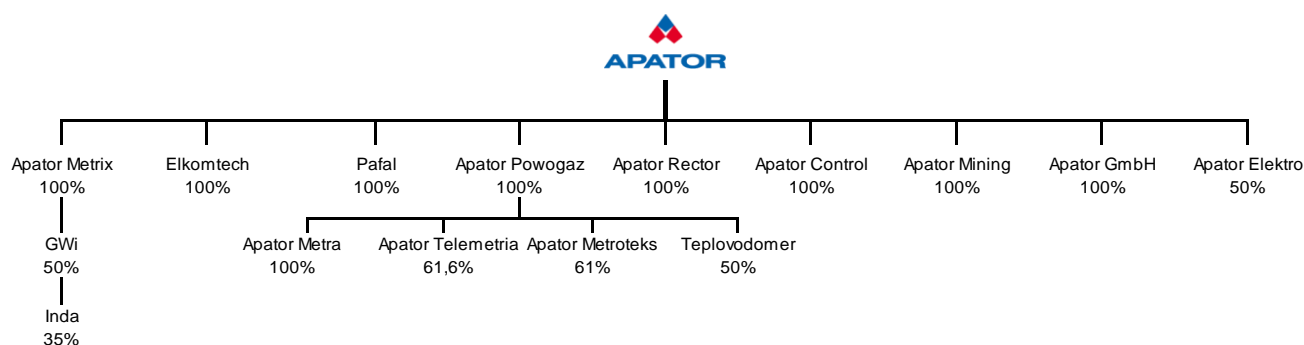 APATOR
Apator Metrix Elkomtech Pafal Apator Powogaz Apator Rector Apator Control Apator Mining Apator GmbH Apator Elektro
100% 100% 100% 100% 100% 100% 100% 100% 50%
GWi Apator Metra Apator Telemetria Apator Metroteks Teplovodomer
50% 100% 61,6% 61% 50%
Inda
35%